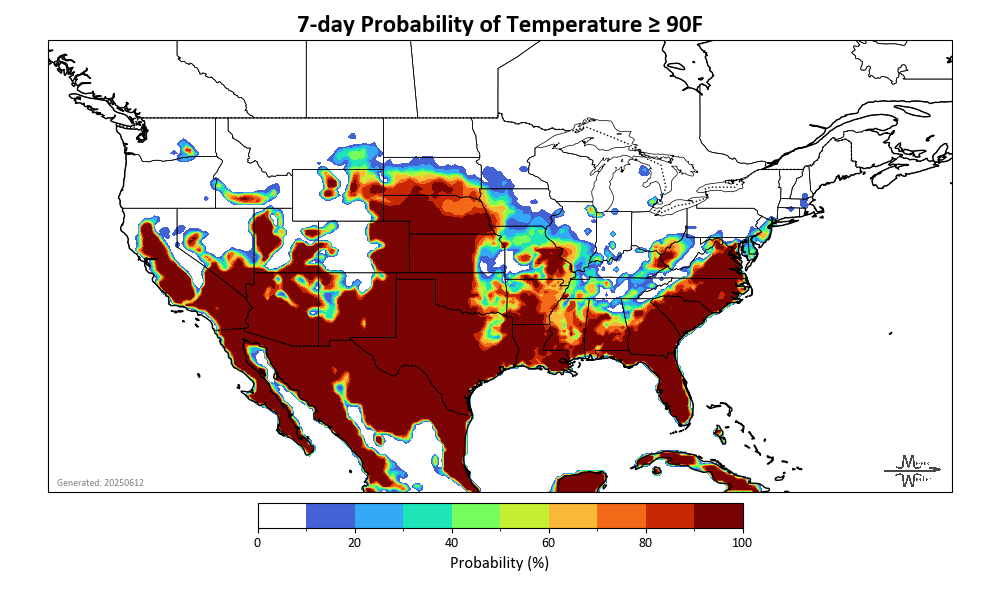 7-day Probability of Temperature ≥ 90F
Generated: 20250612
0 20 40 60 80 100
Probability (%)